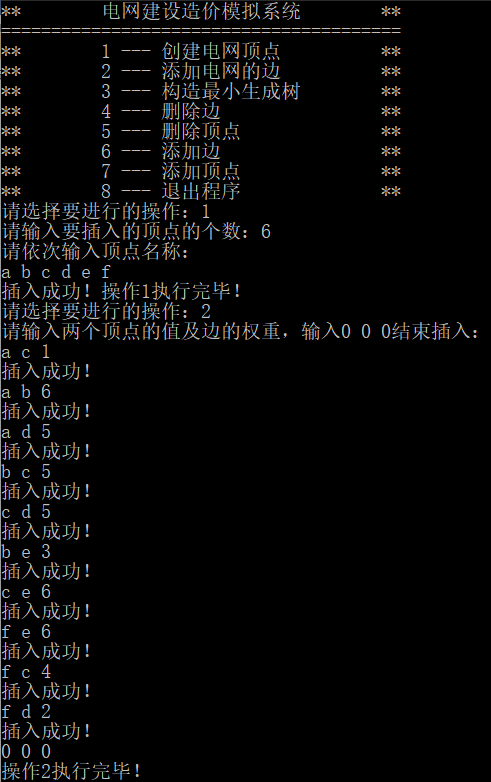 **        电网建设造价模拟系统        **
========================================
**        1 --- 创建电网顶点          **
**        2 --- 添加电网的边          **
**        3 --- 构造最小生成树        **
**        4 --- 删除边                **
**        5 --- 删除顶点              **
**        6 --- 添加边                **
**        7 --- 添加顶点              **
**        8 --- 退出程序              **
请选择要进行的操作：1
请输入要插入的顶点的个数：6
请依次输入顶点名称：
a b c d e f
插入成功！操作1执行完毕！
请选择要进行的操作：2
请输入两个顶点的值及边的权重，输入0 0 0结束插入：
a c 1
插入成功！
a b 6
插入成功！
a d 5
插入成功！
b c 5
插入成功！
c d 5
插入成功！
b e 3
插入成功！
c e 6
插入成功！
f e 6
插入成功！
f c 4
插入成功！
f d 2
插入成功！
0 0 0
操作2执行完毕！